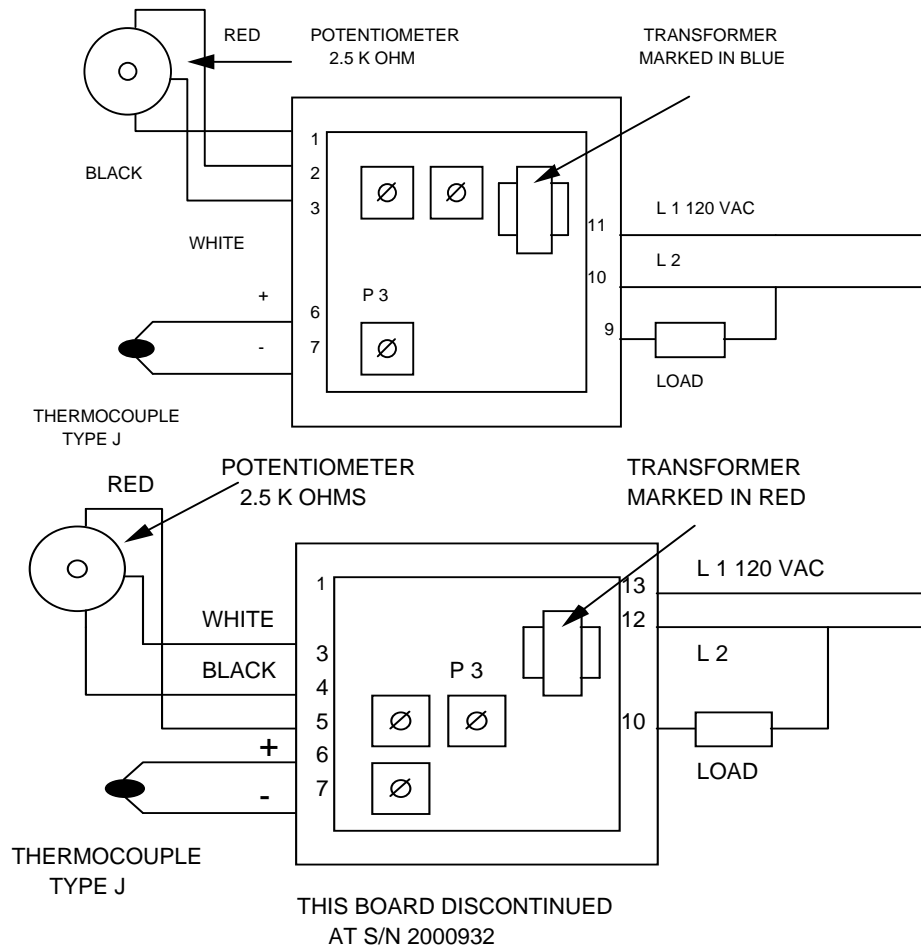 RED
POTENTIOMETER
2.5 K OHM
TRANSFORMER
MARKED IN BLUE
1
BLACK
2
3
L 1 120 VAC
11
WHITE
L 2
10
+
P 3
6
9
-
7
LOAD
THERMOCOUPLE
TYPE J
POTENTIOMETER
2.5 K OHMS
RED
TRANSFORMER
MARKED IN RED
1
13
L 1 120 VAC
WHITE
12
3
L 2
BLACK
P 3
4
5
10
+
6
LOAD
7
-
THERMOCOUPLE
TYPE J
THIS BOARD DISCONTINUED
AT S/N 2000932